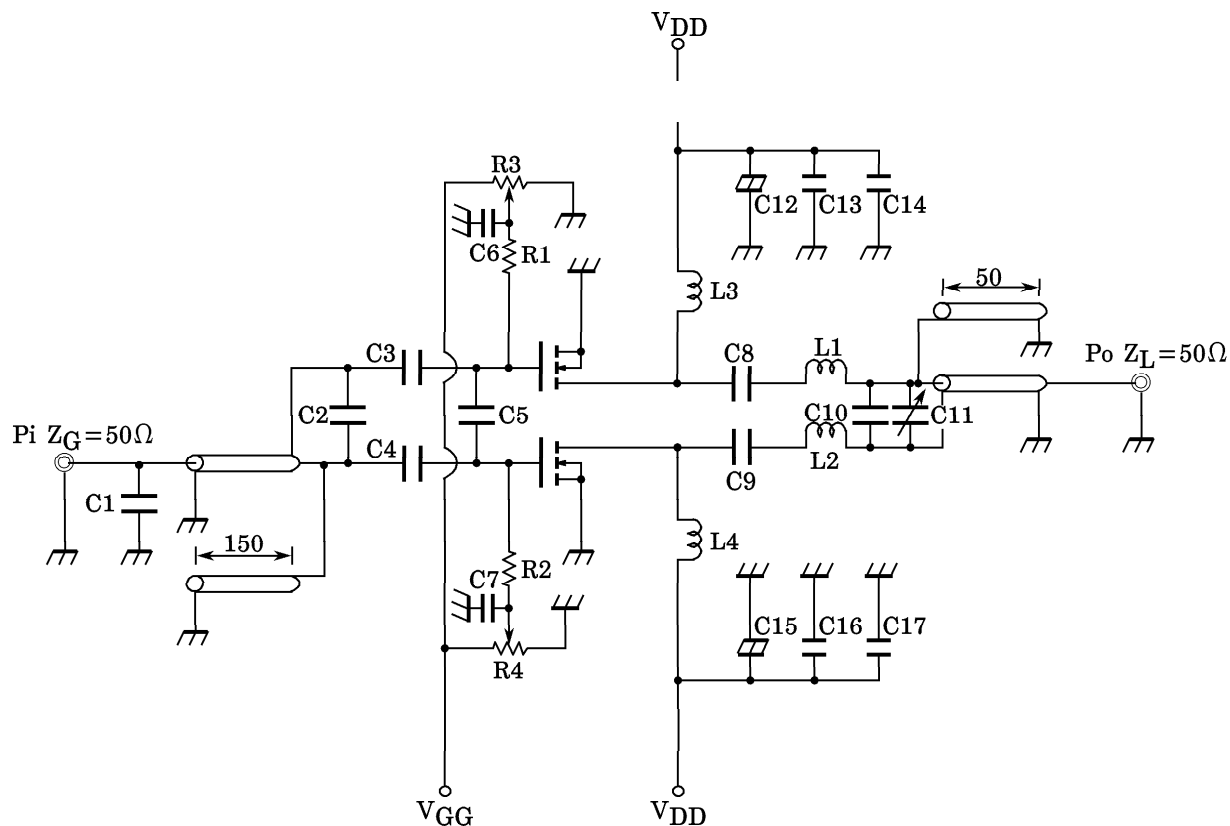 VDD
R3
C12
C13
C14
C6
R1
L3
50
C3
C8
L1
Po ZL=50Ω
C2
C5
C10
C11
Pi ZG=50Ω
C4
L2
C9
C1
L4
150
C7
R2
C15
C16
C17
R4
VGG
VDD